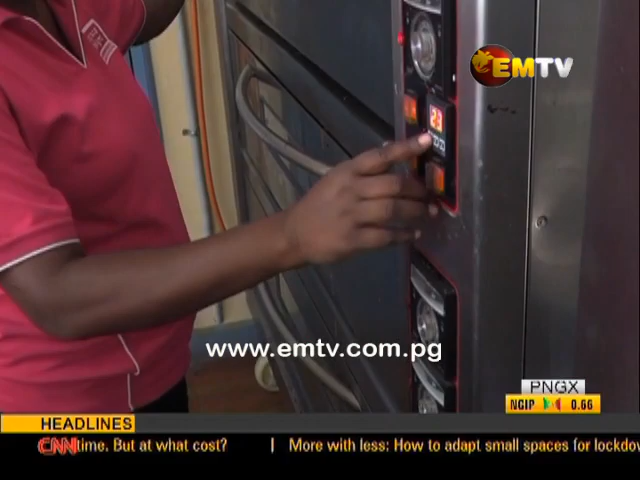 EMTV
23
www.emtv.com.pg
PNGX
NGIP 0.66
HEADLINES
CNN time. But at what cost? | More with less: How to adapt small spaces for lockdow